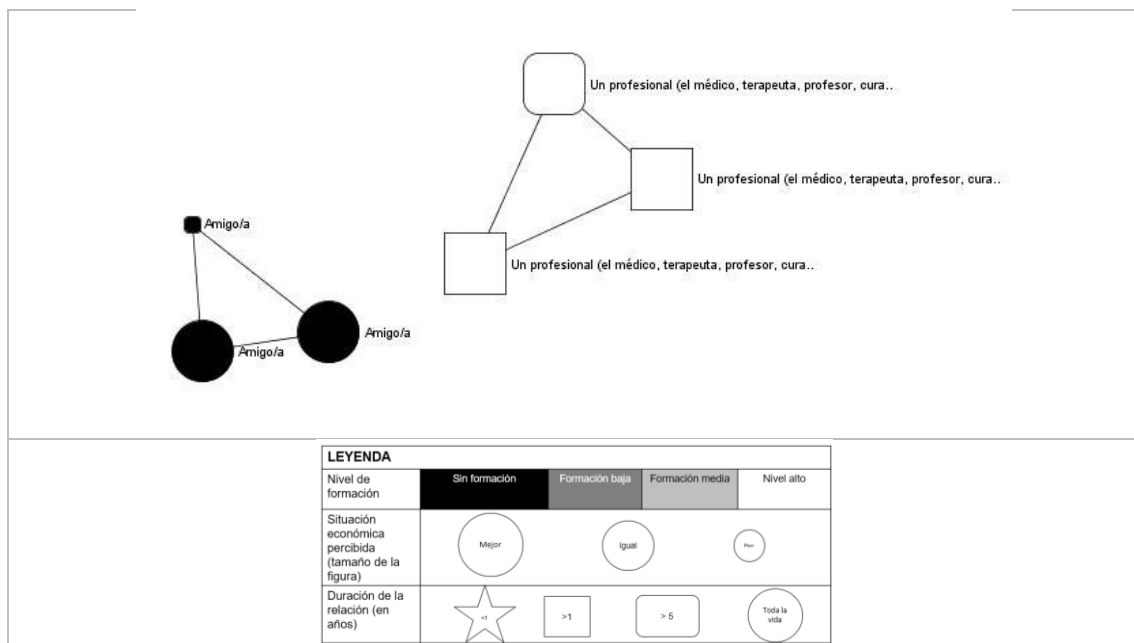 Un profesional (el médico, terapeuta, profesor, cura..
Un profesional (el médico, terapeuta, profesor, cura..
Amigo/a
Un profesional (el médico, terapeuta, profesor, cura..
Amigo/a
Amigo/a
LEYENDA
Nivel de
formación
Sin formación
Formación baja
Formación media
Nivel alto
Situación
económica
percibida
(tamaño de la
figura)
Mejor
Igual
Peor
Duración de la
relación (en
años)
<1
>1
> 5
Toda la
vida